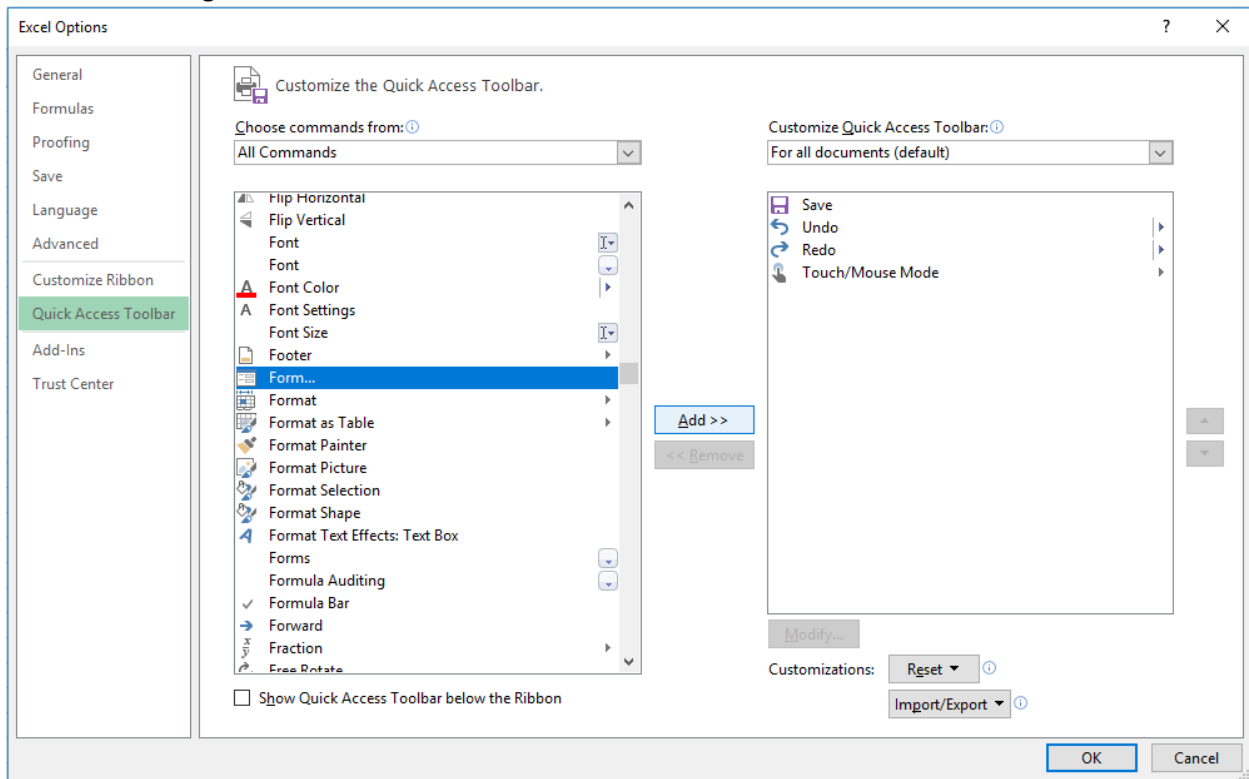 Excel Options
?
General
Formulas
Proofing
Save
Language
Advanced
Customize Ribbon
Quick Access Toolbar
Add-Ins
Trust Center
Customize the Quick Access Toolbar.
Choose commands from:
All Commands
Flip Horizontal
Flip Vertical
Font
Font
Font Color
Font Settings
Font Size
Footer
Form...
Format
Format as Table
Format Painter
Format Picture
Format Selection
Format Shape
Format Text Effects: Text Box
Forms
Formula Auditing
Formula Bar
Forward
Fraction
Free Rotate
Show Quick Access Toolbar below the Ribbon
Add >>
<< Remove
Customize Quick Access Toolbar:
For all documents (default)
Save
Undo
Redo
Touch/Mouse Mode
Modify...
Customizations:
Reset
Import/Export
OK
Cancel